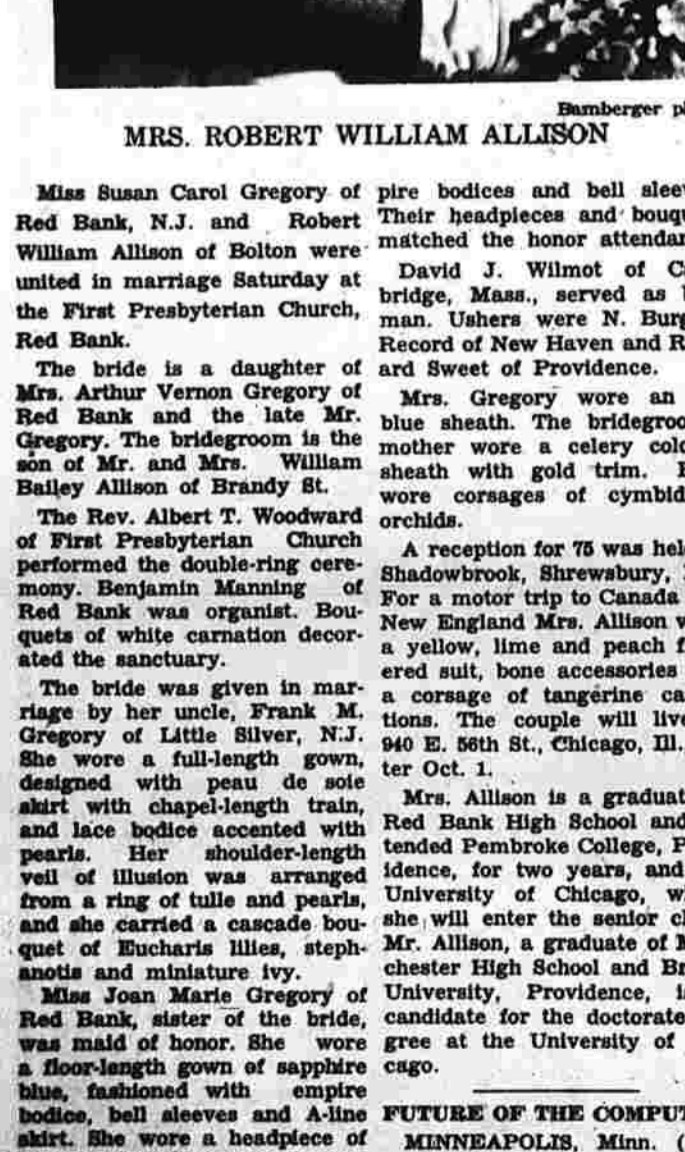 Bamberger
MRS. ROBERT WILLIAM ALLISON
Miss Susan Carol Gregory of
Red Bank, N.J. and Robert
William Allison of Bolton were
united in marriage Saturday at
the First Presbyterian Church,
Red Bank.
The bride is a daughter of
Mrs. Arthur Vernon Gregory of
Red Bank and the late Mr.
Gregory. The bridegroom is the
son of Mr. and Mrs. William
Bailey Allison of Brandy St.
The Rev. Albert T. Woodward
of First Presbyterian Church
performed the double-ring cere-
mony. Benjamin Manning of
Red Bank was organist. Bou-
quets of white carnation decor-
ated the sanctuary.
The bride was given in mar-
riage by her uncle, Frank M.
Gregory of Little Silver, N.J.
She wore a full-length gown,
designed with peau de soie
skirt with chapel-length train,
and lace bodice accented with
pearls. Her shoulder-length
veil of illusion was arranged
from a ring of tulle and pearls,
and she carried a cascade bou-
quet of Eucharis lilies, steph-
anotis and miniature ivy.
Miss Joan Marie Gregory of
Red Bank, sister of the bride,
was maid of honor. She wore
a floor-length gown of sapphire
blue, fashioned with empire
bodice, bell sleeves and A-line
skirt. She wore a headpiece of
pire bodices and bell
Their headpieces and
matched the honor
David J. Wilmot of
bridge, Mass., served as
man. Ushers were N.
Record of New Haven and
ard Sweet of Providence.
Mrs. Gregory wore an
blue sheath. The
mother wore a celery
sheath with gold trim.
wore corsages of
orchids.
A reception for 75 was
Shadowbrook, Shrewsbury,
For a motor trip to Canada
New England Mrs. Allison
a yellow, lime and peach
ered suit, bone accessories
a corsage of tangerine
tions. The couple will
940 E. 56th St., Chicago, Ill.
ter Oct. 1.
Mrs. Allison is a
Red Bank High School and
tended Pembroke College,
idence, for two years, and
University of Chicago,
she will enter the senior
Mr. Allison, a graduate of
chester High School and
University, Providence,
candidate for the doctorate
gree at the University of
cago.
FUTURE OF THE
MINNEAPOLIS, Minn. (